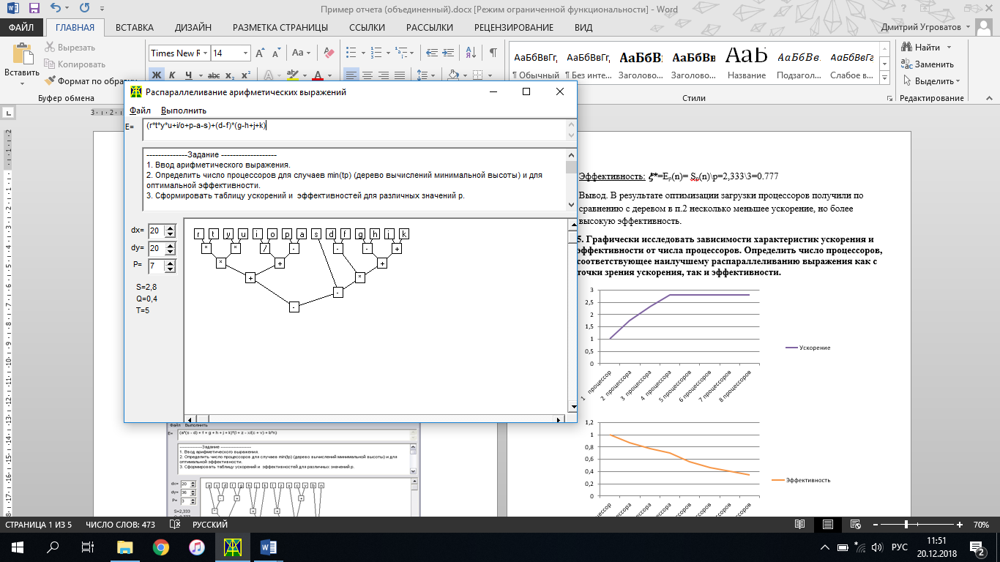 Пример отчета (объединенный).docx [Режим ограниченной функциональности] - Word
ФАЙЛ ГЛАВНАЯ ВСТАВКА ДИЗАЙН РАЗМЕТКА СТРАНИЦЫ ССЫЛКИ РАССЫЛКИ РЕЦЕНЗИРОВАНИЕ ВИД Дмитрий Угроватов
Вставить
Вырезать
Копировать
Формат по образ
Буфер обмена
Times New R 14
Aa
Ж К Ч abc x₂ x² A
АаБбВвГг, АаБбВвГг, АаБбВ АаБбВв АаБ АаБбВв. АаБбВвГг
¶ Обычный ¶ Без инте... Заголово... Заголово... Название Подзагол... Слабое в...
Стили
Найти
Заменить
Выделить
Редактирование
Распараллеливание арифметических выражений
Файл Выполнить
E= (r*t*y*u+i/o+p-a-s)+(d-f)*(g-h+j+k)
--------------Задание -------------------
1. Ввод арифметического выражения.
2. Определить число процессоров для случаев min(tp) (дерево вычислений минимальной высоты) и для
оптимальной эффективности.
3. Сформировать таблицу ускорений и эффективностей для различных значений p.
dx= 20
dy= 20
P= 7
S=2,8
Q=0,4
T=5
r t y u i o p a s d f g h j k
* * / - - - +
* + +
+ *
-
-
Эффективность: ξ*=Ep(n)= Sp(n)\p=2,333\3=0.777
Вывод. В результате оптимизации загрузки процессоров получили по
сравнению с деревом в п.2 несколько меньшее ускорение, но более
высокую эффективность.
5. Графически исследовать зависимости характеристик ускорения и
эффективности от числа процессоров. Определить число процессоров,
соответствующее наилучшему распараллеливанию выражения как с
точки зрения ускорения, так и эффективности.
3
2,5
2
1,5
1
0,5
0
1 процессор
2 процессора
3 процессора
4 процессора
5 процессоров
6 процессоров
7 процессоров
8 процессоров
Ускорение
1,2
1
0,8
0,6
0,4
0,2
0
Эффективность
Файл Выполнить
E= (a*(s - d) + f + g + h + j + k)*(l + z - x/(c + v) + b*n)
--------------Задание -------------------
1. Ввод арифметического выражения.
2. Определить число процессоров для случаев min(tp) (дерево вычислений минимальной высоты) и для
оптимальной эффективности.
3. Сформировать таблицу ускорений и эффективностей для различных значений p.
dx= 20
dy= 36
P= 3
S=2,333
a s d f g h j k l z x c v b n
СТРАНИЦА 1 ИЗ 5 ЧИСЛО СЛОВ: 473 РУССКИЙ 70%
РУС
11:51
20.12.2018
2